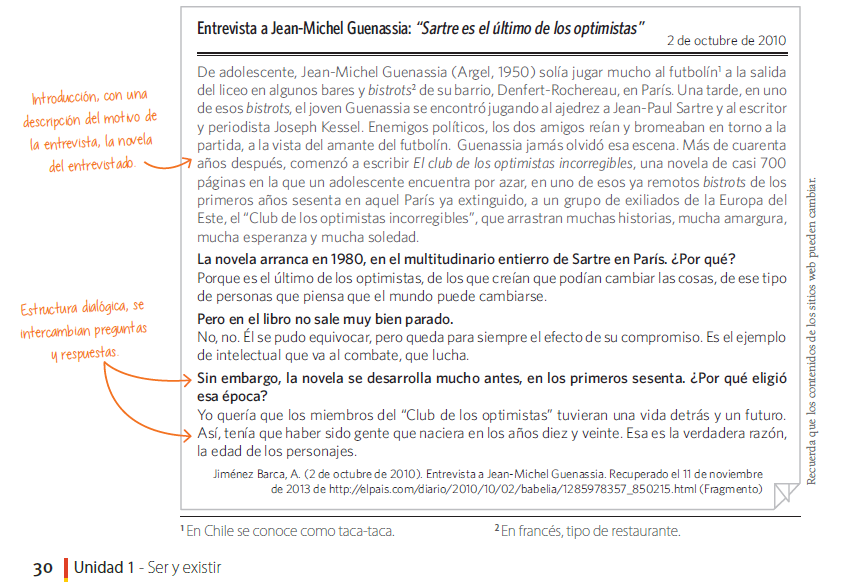 Entrevista a Jean-Michel Guenassia: “Sartre es el último de los optimistas”
2 de octubre de 2010
De adolescente, Jean-Michel Guenassia (Argel, 1950) solía jugar mucho al futbolín¹ a la salida
del liceo en algunos bares y bistrots² de su barrio, Denfert-Rochereau, en París. Una tarde, en uno
de esos bistrots, el joven Guenassia se encontró jugando al ajedrez a Jean-Paul Sartre y al escritor
y periodista Joseph Kessel. Enemigos políticos, los dos amigos reían y bromeaban en torno a la
partida, a la vista del amante del futbolín. Guenassia jamás olvidó esa escena. Más de cuarenta
años después, comenzó a escribir El club de los optimistas incorregibles, una novela de casi 700
páginas en la que un adolescente encuentra por azar, en uno de esos ya remotos bistrots de los
primeros años sesenta en aquel París ya extinguido, a un grupo de exiliados de la Europa del
Este, el “Club de los optimistas incorregibles”, que arrastran muchas historias, mucha amargura,
mucha esperanza y mucha soledad.
La novela arranca en 1980, en el multitudinario entierro de Sartre en París. ¿Por qué?
Porque es el último de los optimistas, de los que creían que podían cambiar las cosas, de ese tipo
de personas que piensa que el mundo puede cambiarse.
Pero en el libro no sale muy bien parado.
No, no. Él se pudo equivocar, pero queda para siempre el efecto de su compromiso. Es el ejemplo
de intelectual que va al combate, que lucha.
Sin embargo, la novela se desarrolla mucho antes, en los primeros sesenta. ¿Por qué eligió
esa época?
Yo quería que los miembros del “Club de los optimistas” tuvieran una vida detrás y un futuro.
Así, tenía que haber sido gente que naciera en los años diez y veinte. Esa es la verdadera razón,
la edad de los personajes.
Jiménez Barca, A. (2 de octubre de 2010). Entrevista a Jean-Michel Guenassia. Recuperado el 11 de noviembre
de 2013 de http://elpais.com/diario/2010/10/02/babelia/1285978357_850215.html (Fragmento)
Introducción, con una
descripción del motivo de
la entrevista, la novela
del entrevistado.
Estructura dialógica, se
intercambian preguntas
y respuestas.
Recuerda que los contenidos de los sitios web pueden cambiar.
¹ En Chile se conoce como taca-taca.
² En francés, tipo de restaurante.
30 Unidad 1 - Ser y existir